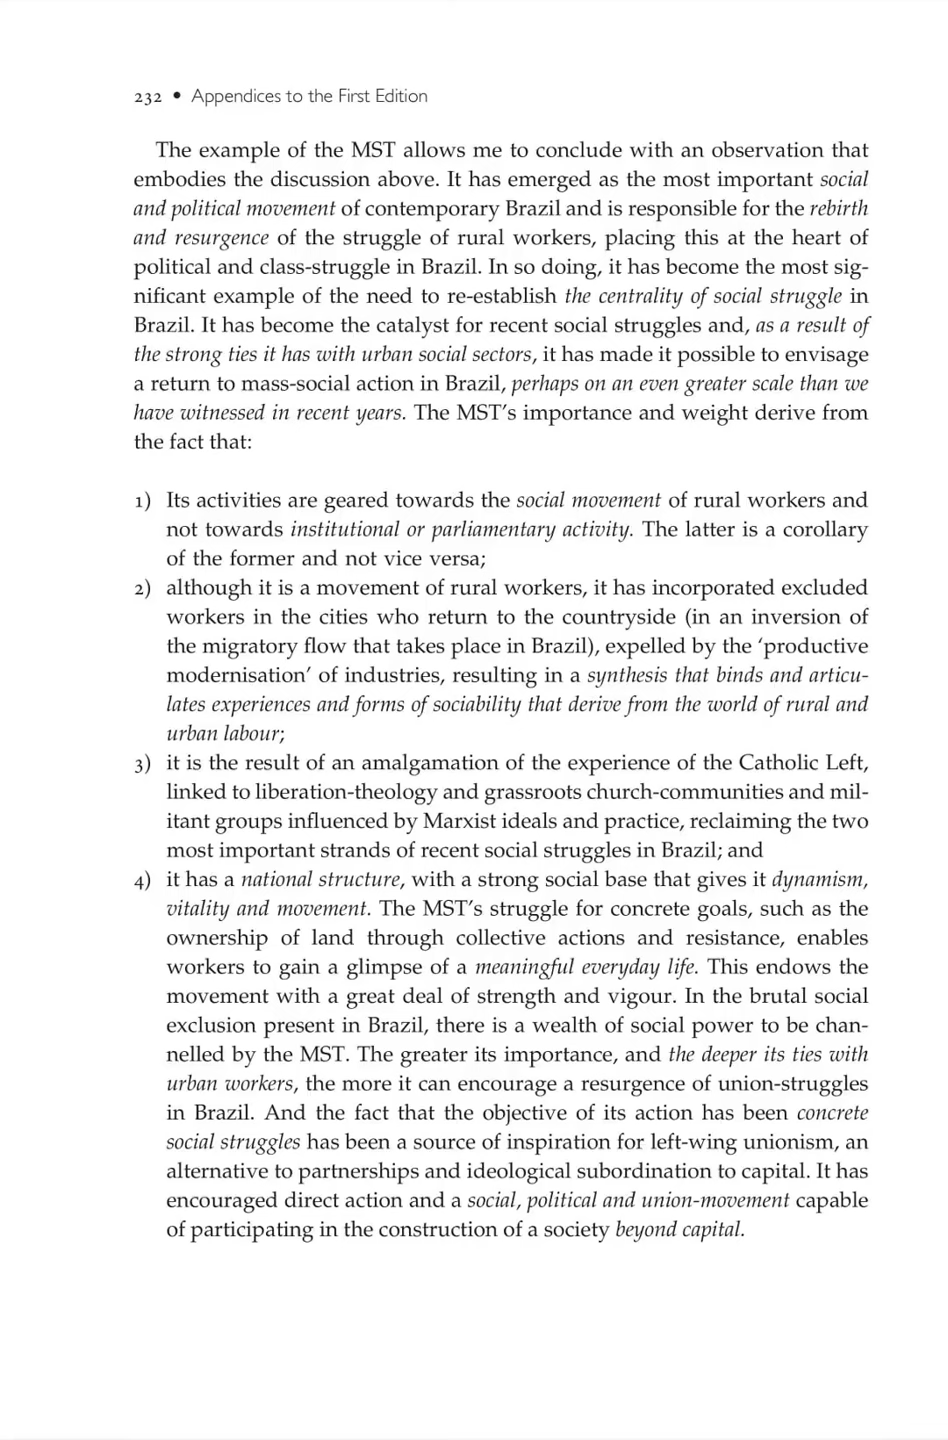 232 • Appendices to the First Edition
The example of the MST allows me to conclude with an observation that
embodies the discussion above. It has emerged as the most important social
and political movement of contemporary Brazil and is responsible for the rebirth
and resurgence of the struggle of rural workers, placing this at the heart of
political and class-struggle in Brazil. In so doing, it has become the most sig-
nificant example of the need to re-establish the centrality of social struggle in
Brazil. It has become the catalyst for recent social struggles and, as a result of
the strong ties it has with urban social sectors, it has made it possible to envisage
a return to mass-social action in Brazil, perhaps on an even greater scale than we
have witnessed in recent years. The MST’s importance and weight derive from
the fact that:
1) Its activities are geared towards the social movement of rural workers and
not towards institutional or parliamentary activity. The latter is a corollary
of the former and not vice versa;
2) although it is a movement of rural workers, it has incorporated excluded
workers in the cities who return to the countryside (in an inversion of
the migratory flow that takes place in Brazil), expelled by the ‘productive
modernisation’ of industries, resulting in a synthesis that binds and articu-
lates experiences and forms of sociability that derive from the world of rural and
urban labour;
3) it is the result of an amalgamation of the experience of the Catholic Left,
linked to liberation-theology and grassroots church-communities and mil-
itant groups influenced by Marxist ideals and practice, reclaiming the two
most important strands of recent social struggles in Brazil; and
4) it has a national structure, with a strong social base that gives it dynamism,
vitality and movement. The MST’s struggle for concrete goals, such as the
ownership of land through collective actions and resistance, enables
workers to gain a glimpse of a meaningful everyday life. This endows the
movement with a great deal of strength and vigour. In the brutal social
exclusion present in Brazil, there is a wealth of social power to be chan-
nelled by the MST. The greater its importance, and the deeper its ties with
urban workers, the more it can encourage a resurgence of union-struggles
in Brazil. And the fact that the objective of its action has been concrete
social struggles has been a source of inspiration for left-wing unionism, an
alternative to partnerships and ideological subordination to capital. It has
encouraged direct action and a social, political and union-movement capable
of participating in the construction of a society beyond capital.